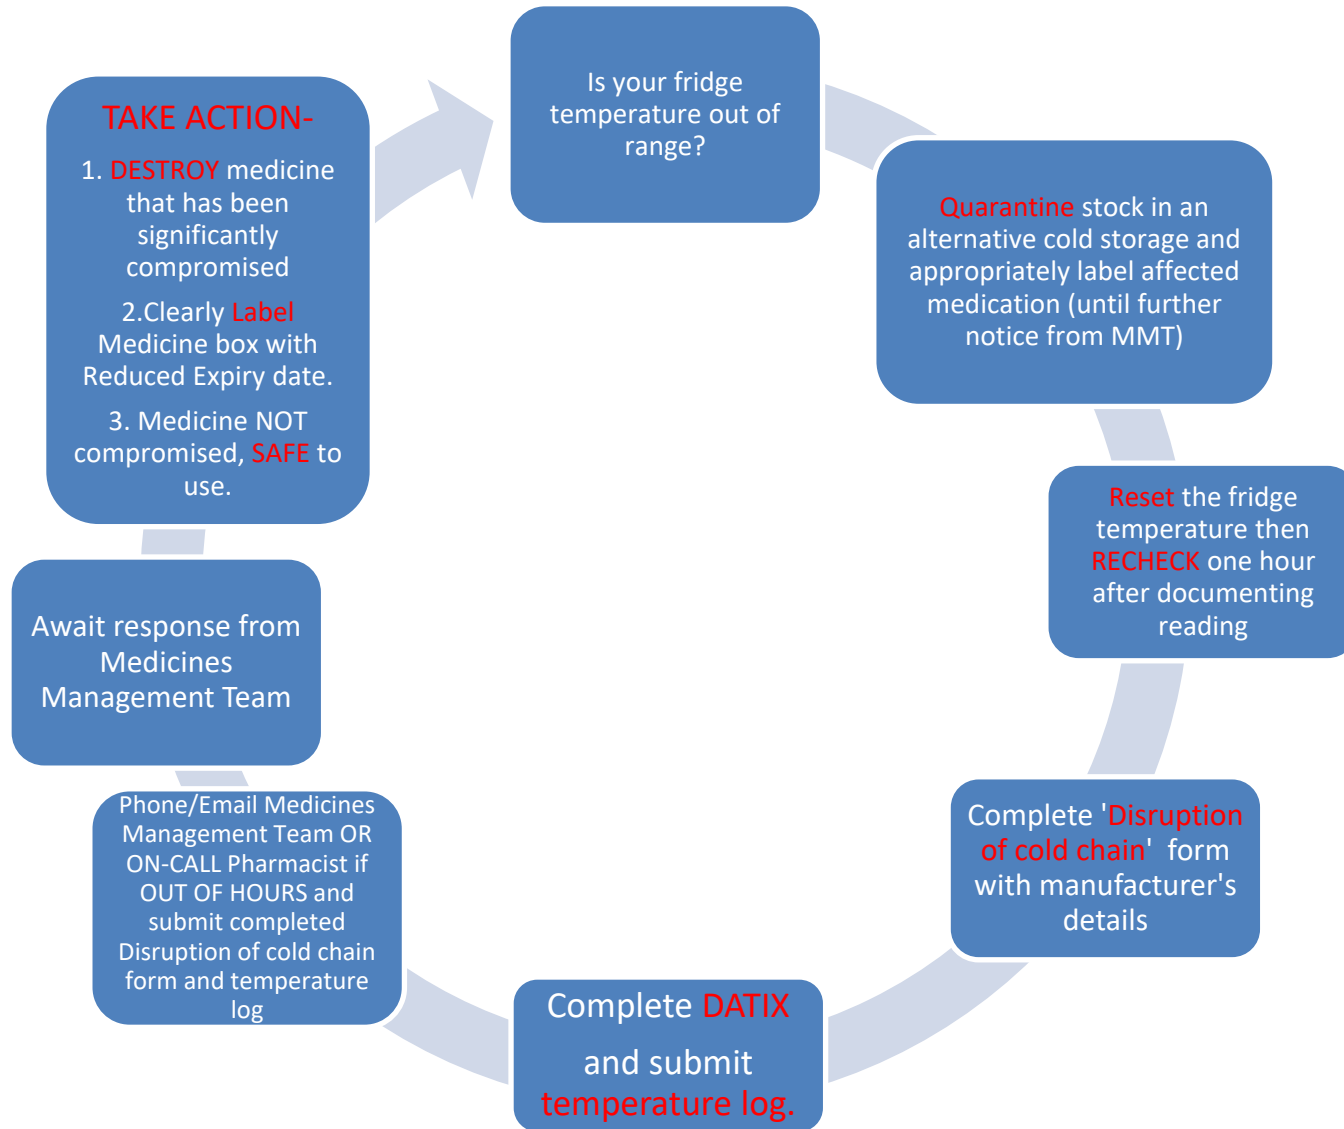 Is your fridge
temperature out of
range?
Quarantine stock in an
alternative cold storage and
appropriately label affected
medication (until further
notice from MMT)
Reset the fridge
temperature then
RECHECK one hour
after documenting
reading
Complete 'Disruption
of cold chain' form
with manufacturer's
details
Complete DATIX
and submit
temperature log.
Phone/Email Medicines
Management Team OR
ON-CALL Pharmacist if
OUT OF HOURS and
submit completed
Disruption of cold chain
form and temperature
log
Await response from
Medicines
Management Team
TAKE ACTION-
1. DESTROY medicine
that has been
significantly
compromised
2.Clearly Label
Medicine box with
Reduced Expiry date.
3. Medicine NOT
compromised, SAFE to
use.